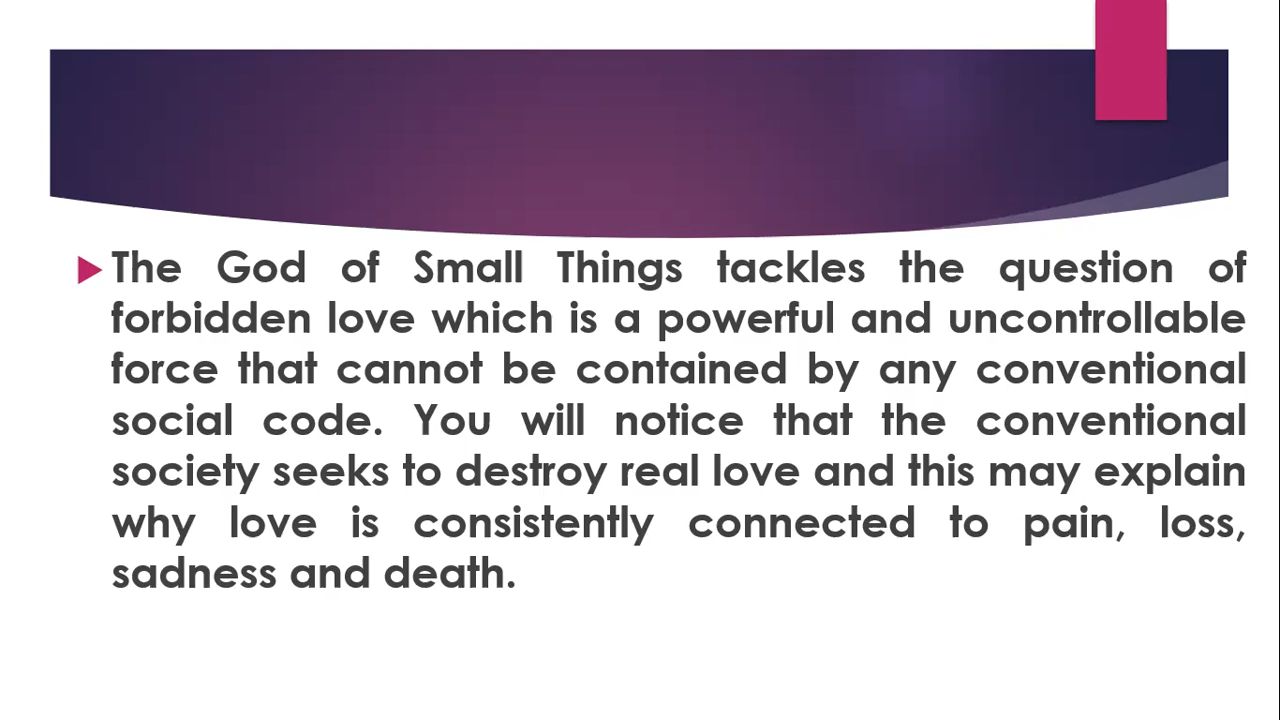 The God of Small Things tackles the question of
forbidden love which is a powerful and uncontrollable
force that cannot be contained by any conventional
social code. You will notice that the conventional
society seeks to destroy real love and this may explain
why love is consistently connected to pain, loss,
sadness and death.